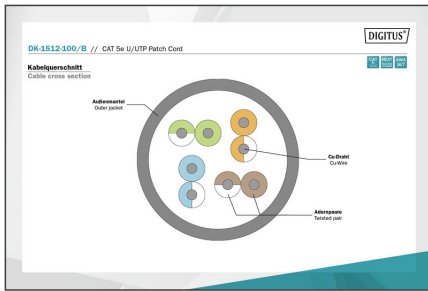 DIGITUS®
DK-1512-100/B // CAT 5e U/UTP Patch Cord
Kabelquerschnitt
Cable cross section
Außenmantel
Outer jacket
Cu-Draht
Cu-Wire
Adernpaare
Twisted pair